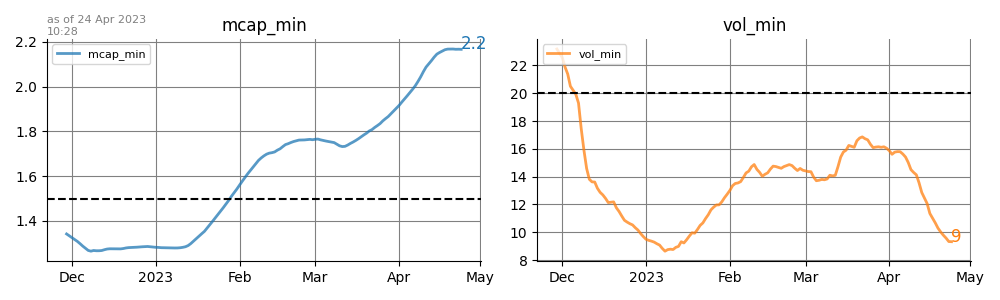 as of 24 Apr 2023
10:28
mcap_min
mcap_min
2.2
2.2
2.0
1.8
1.6
1.4
Dec
2023
Feb
Mar
Apr
May
vol_min
vol_min
22
20
18
16
14
12
10
8
9
Dec
2023
Feb
Mar
Apr
May